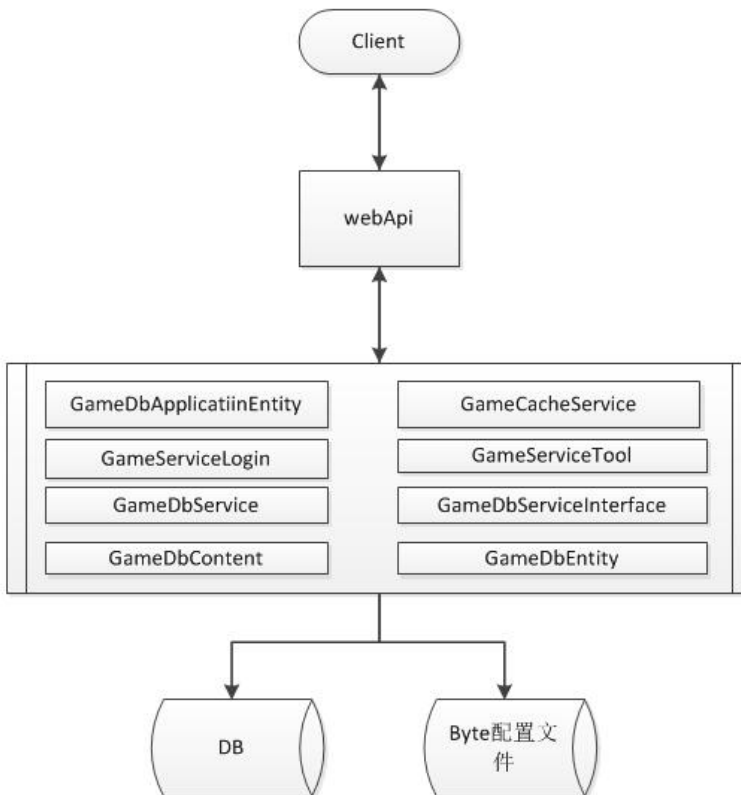 Client
webApi
GameDbApplicatiinEntity
GameCacheService
GameServiceLogin
GameServiceTool
GameDbService
GameDbServiceInterface
GameDbContent
GameDbEntity
DB
Byte配置文
件